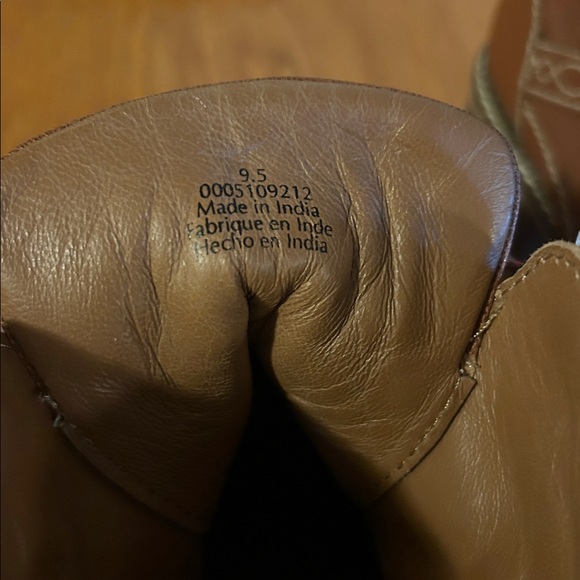 9.5
0005109212
Made in India
Fabrique en Inde
Hecho en India